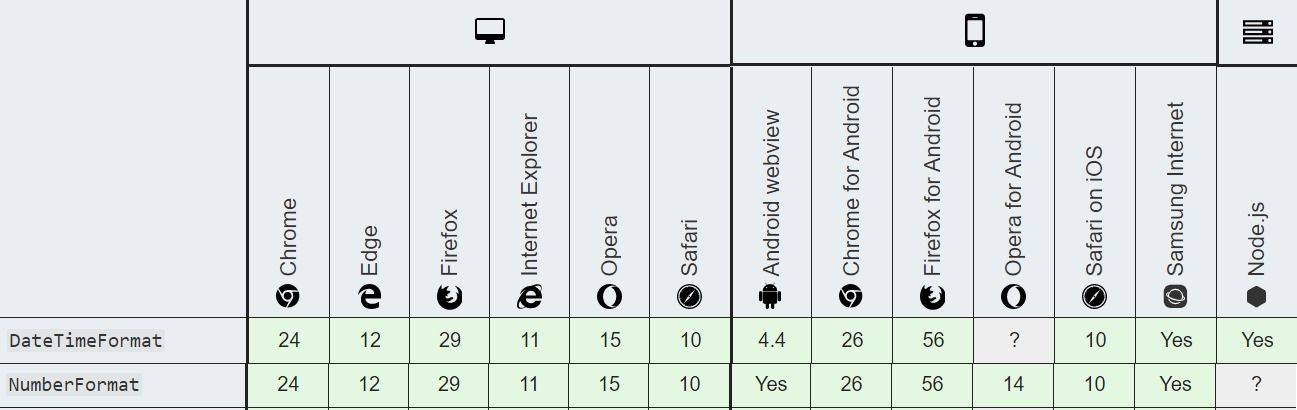 Chrome
Edge
Firefox
Internet Explorer
Opera
Safari
Android webview
Chrome for Android
Firefox for Android
Opera for Android
Safari on iOS
Samsung Internet
Node.js
DateTimeFormat 24 12 29 11 15 10 4.4 26 56 ? 10 Yes Yes
NumberFormat 24 12 29 11 15 10 Yes 26 56 14 10 Yes ?